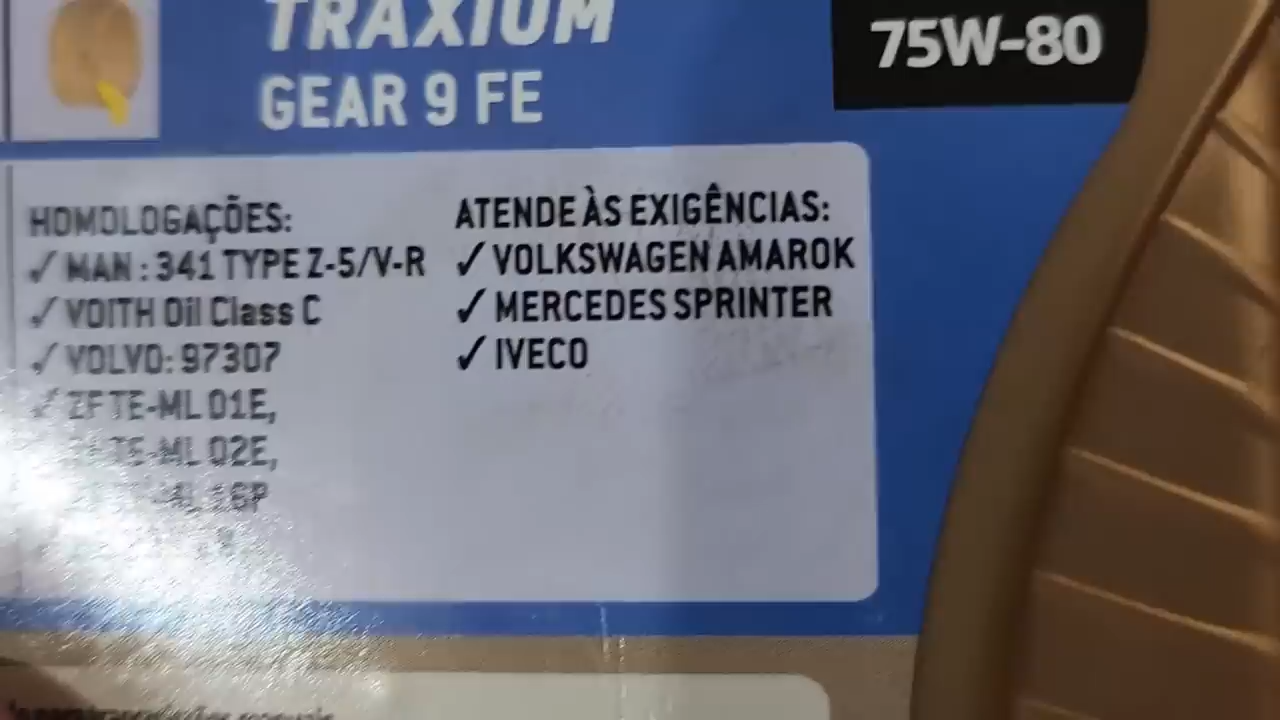 TRAXIUM
GEAR 9 FE
75W-80
HOMOLOGAÇÕES:
✓ MAN : 341 TYPE Z-5/V-R
✓ VOITH Oil Class C
✓ VOLVO: 97307
✓ ZF TE-ML 01E,
TE-ML 02E,
16P
ATENDE ÀS EXIGÊNCIAS:
✓ VOLKSWAGEN AMAROK
✓ MERCEDES SPRINTER
✓ IVECO